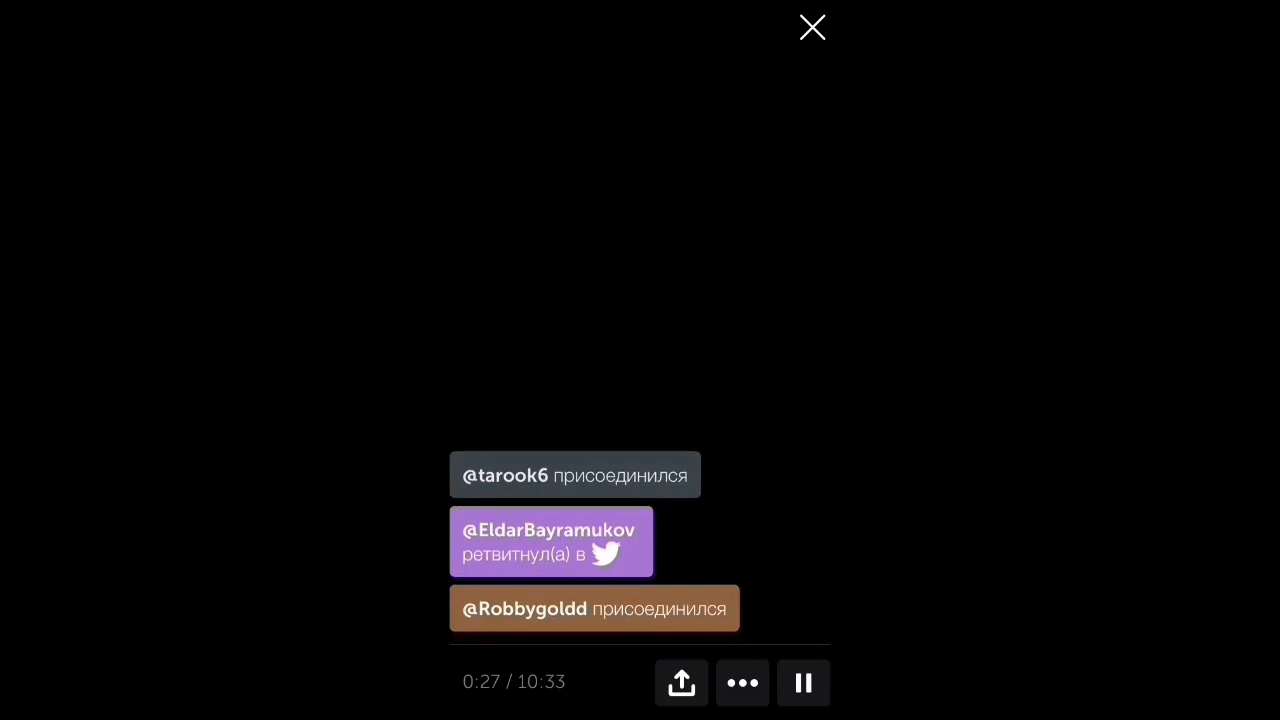 @tarook6 присоединился
@EldarBayramukov
ретвитнул(а) в
@Robbygoldd присоединился
0:27 / 10:33